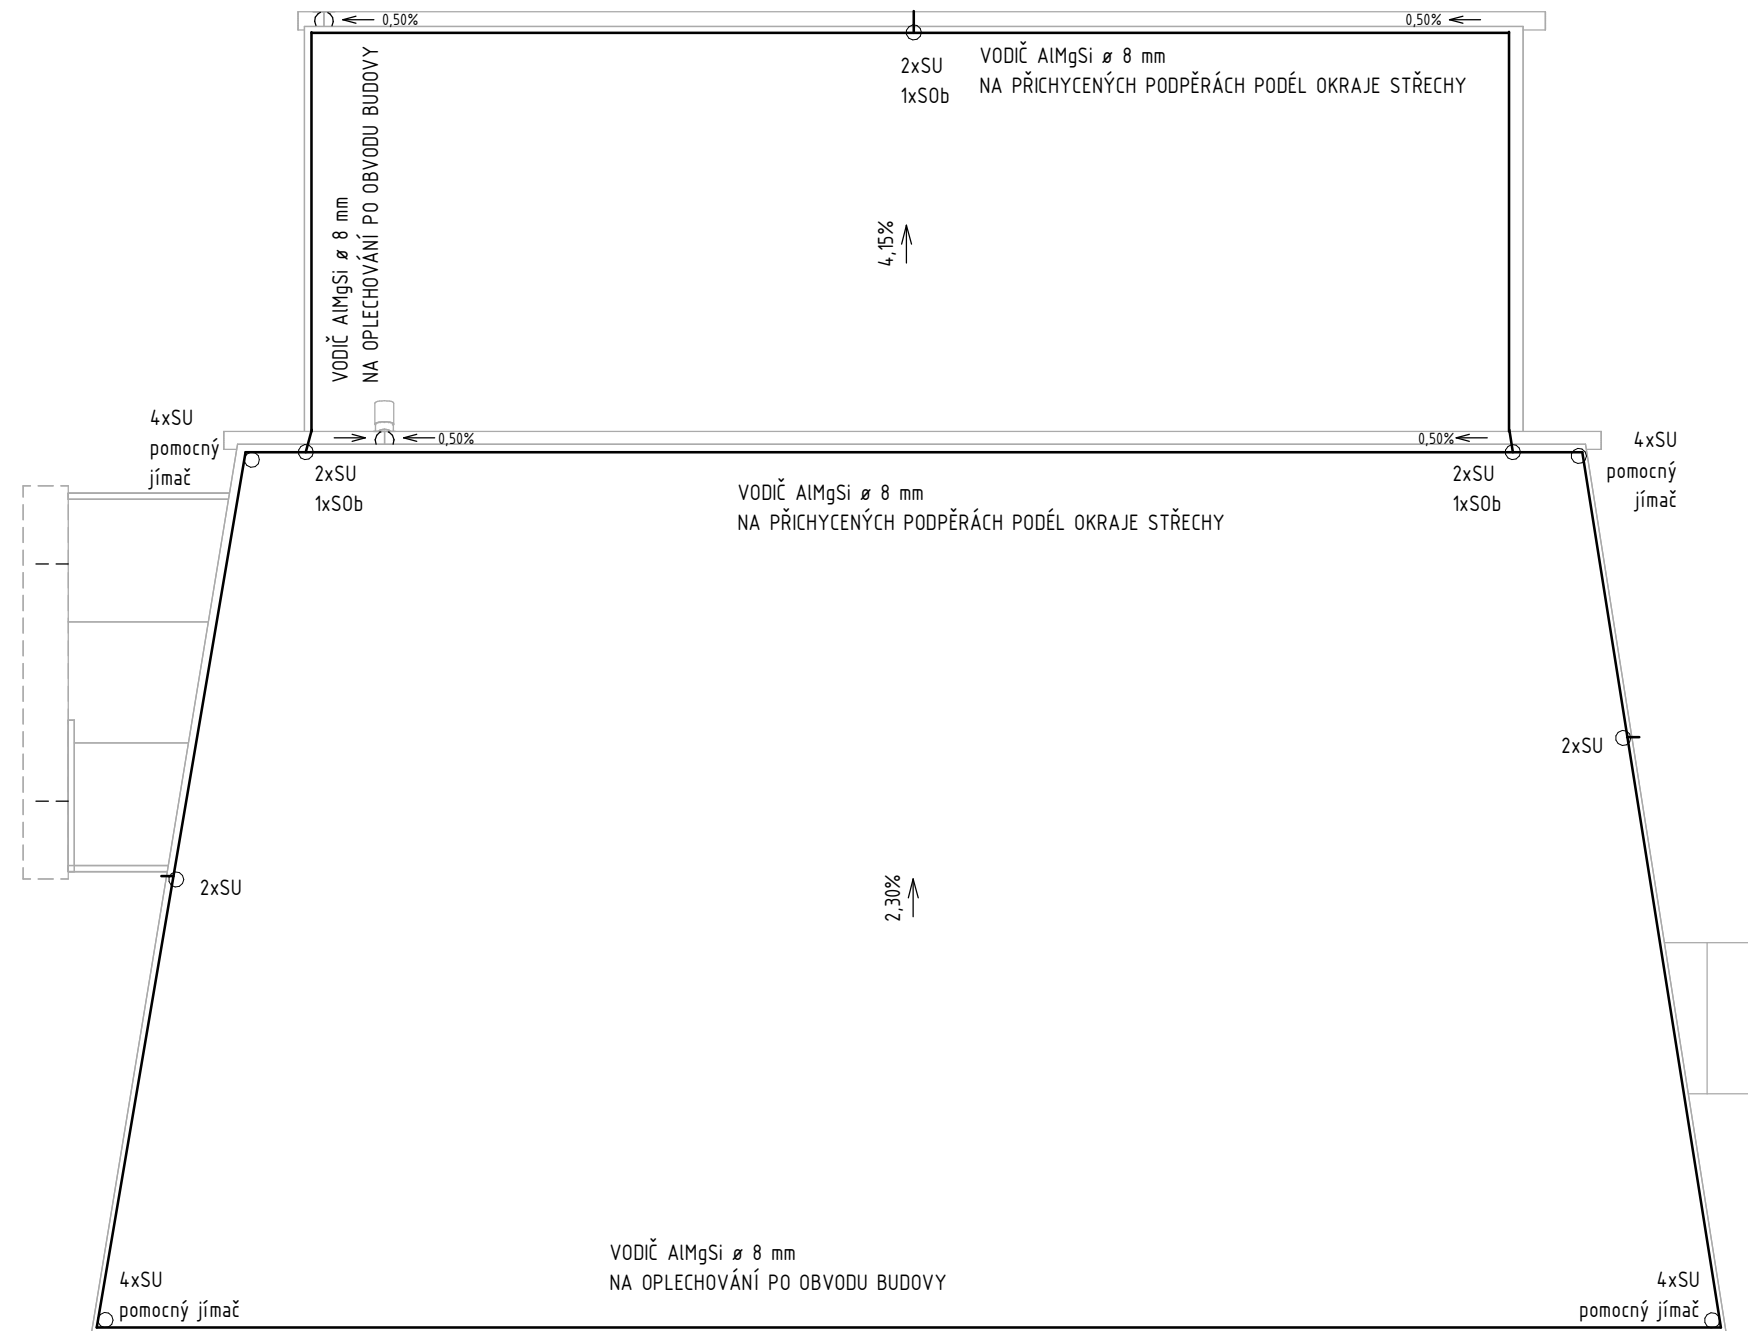 0,50%
0,50%
2xSU
1xSOb
VODIČ AlMgSi ø 8 mm
NA PŘICHYCENÝCH PODPĚRÁCH PODÉL OKRAJE STŘECHY
VODIČ AlMgSi ø 8 mm
NA OPLECHOVÁNÍ PO OBVODU BUDOVY
4,15%
4xSU
pomocný
jímač
0,50%
0,50%
4xSU
pomocný
jímač
2xSU
1xSOb
2xSU
1xSOb
VODIČ AlMgSi ø 8 mm
NA PŘICHYCENÝCH PODPĚRÁCH PODÉL OKRAJE STŘECHY
2xSU
2xSU
2,30%
VODIČ AlMgSi ø 8 mm
NA OPLECHOVÁNÍ PO OBVODU BUDOVY
4xSU
pomocný jímač
4xSU
pomocný jímač